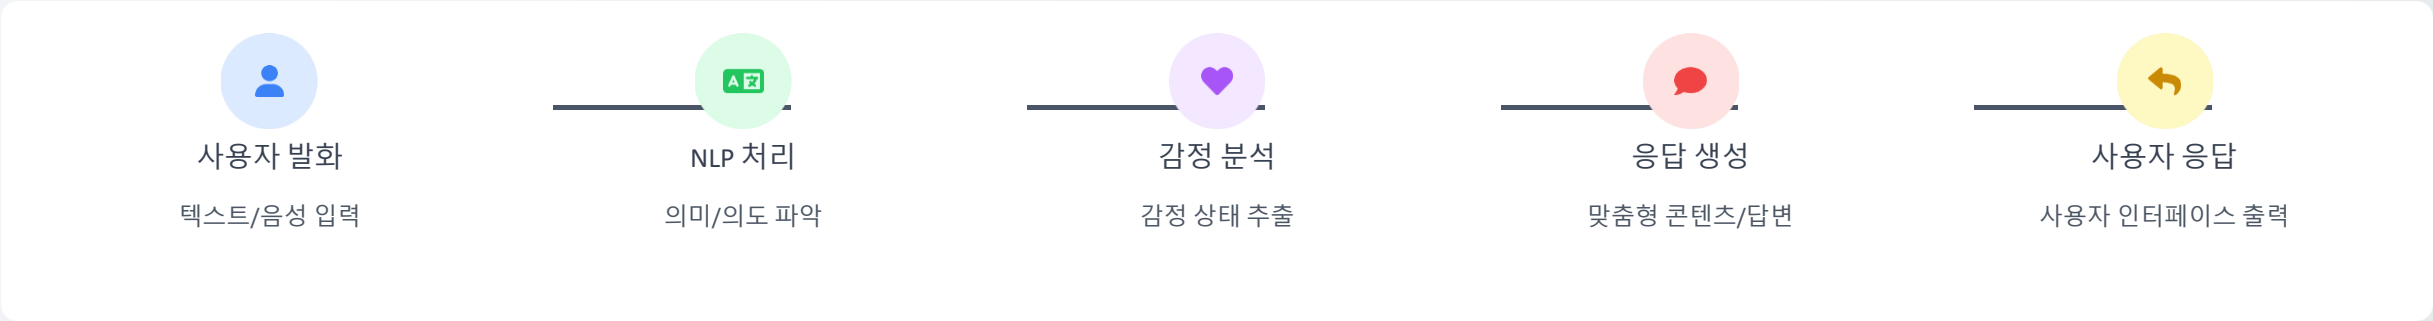 사용자 발화
텍스트/음성 입력
NLP 처리
의미/의도 파악
감정 분석
감정 상태 추출
응답 생성
맞춤형 콘텐츠/답변
사용자 응답
사용자 인터페이스 출력